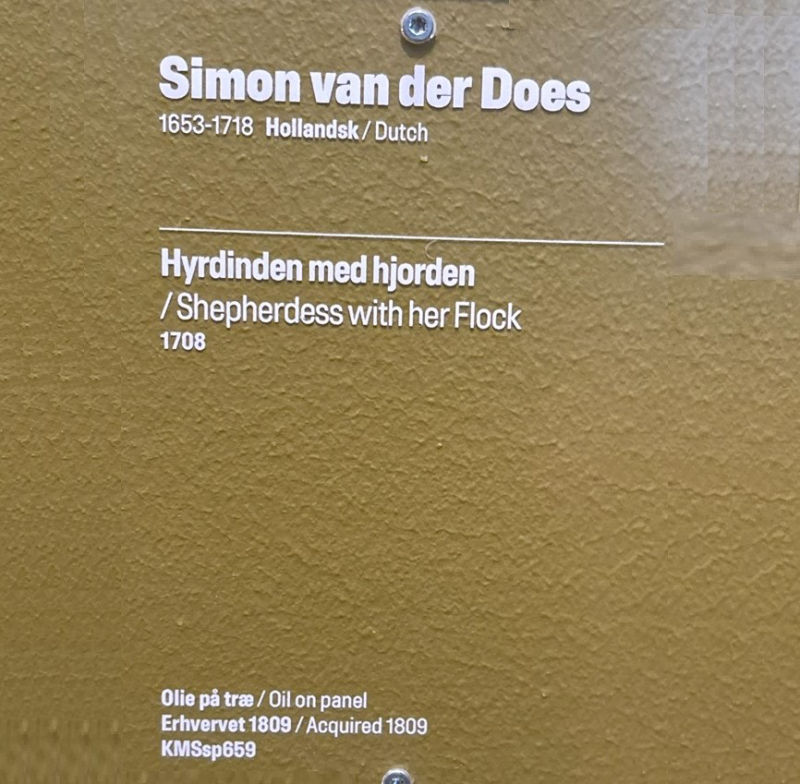 Simon van der Does
1653-1718 Hollandsk / Dutch
Hyrdinden med hjorden
/ Shepherdess with her Flock
1708
Olie på træ / Oil on panel
Erhvervet 1809 / Acquired 1809
KMSsp659